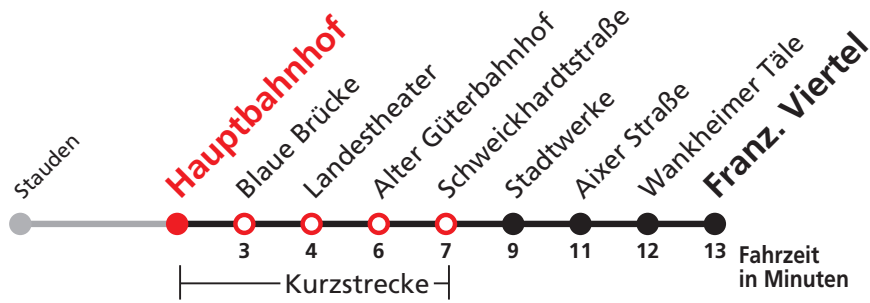 Stauden
Hauptbahnhof
Blaue Brücke
Landestheater
Alter Güterbahnhof
Schweickhardtstraße
Stadtwerke
Aixer Straße
Wankheimer Täle
Franz. Viertel
3 4 6 7 9 11 12 13 Fahrzeit
in Minuten
Kurzstrecke